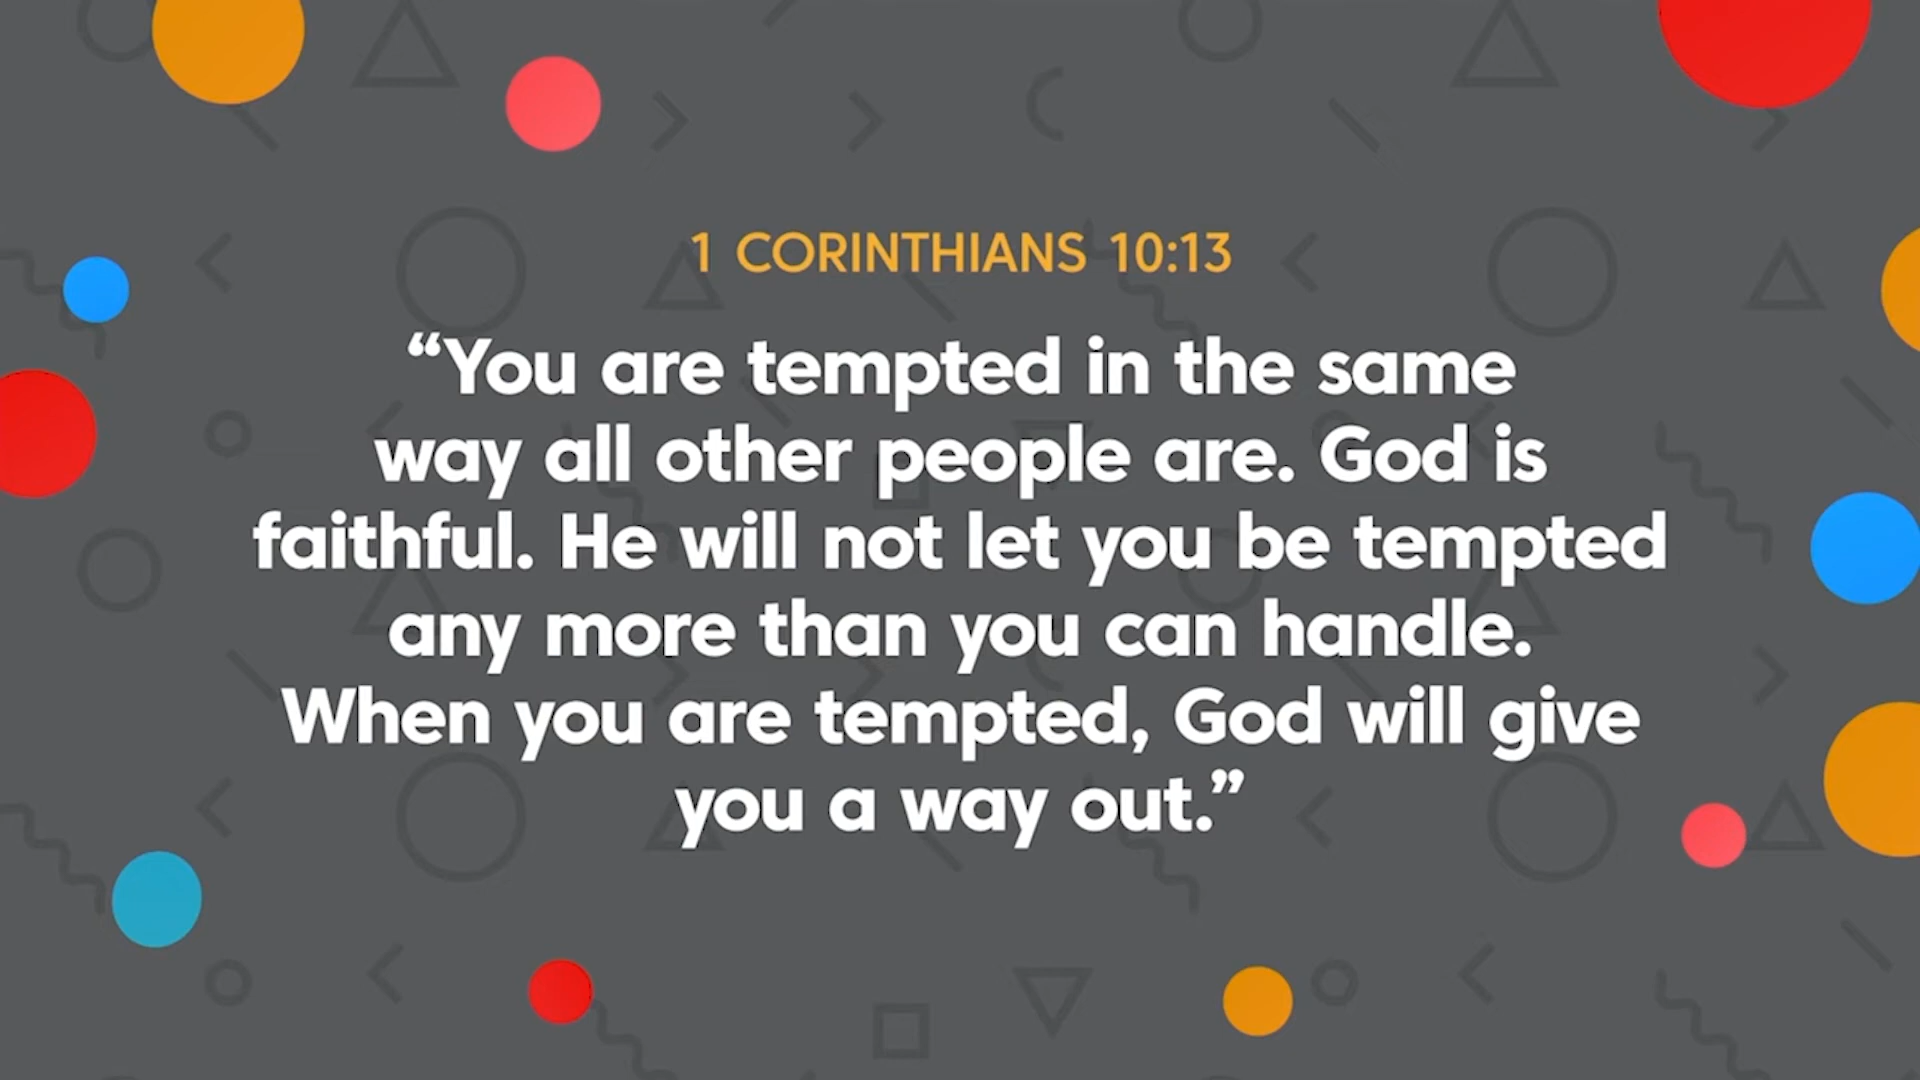 1 CORINTHIANS 10:13
“You are tempted in the same
way all other people are. God is
faithful. He will not let you be tempted
any more than you can handle.
When you are tempted, God will give
you a way out.”